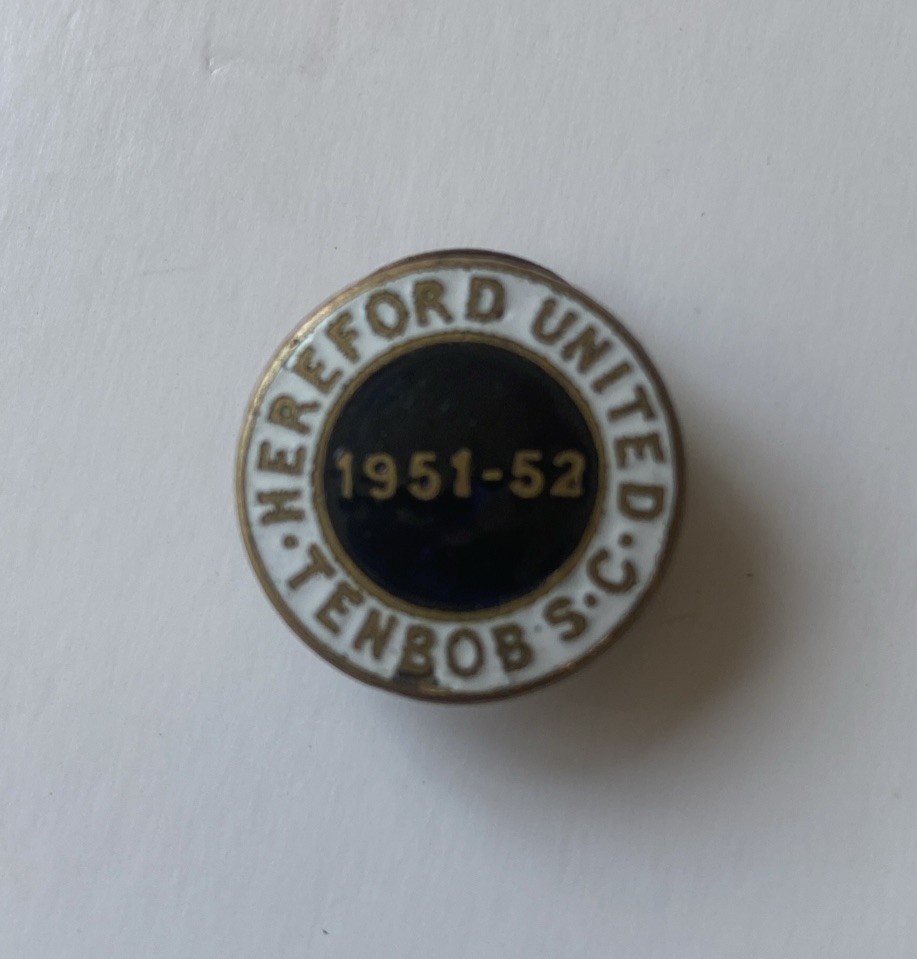 HEREFORD UNITED
1951-52
· TENBOB · S·C ·